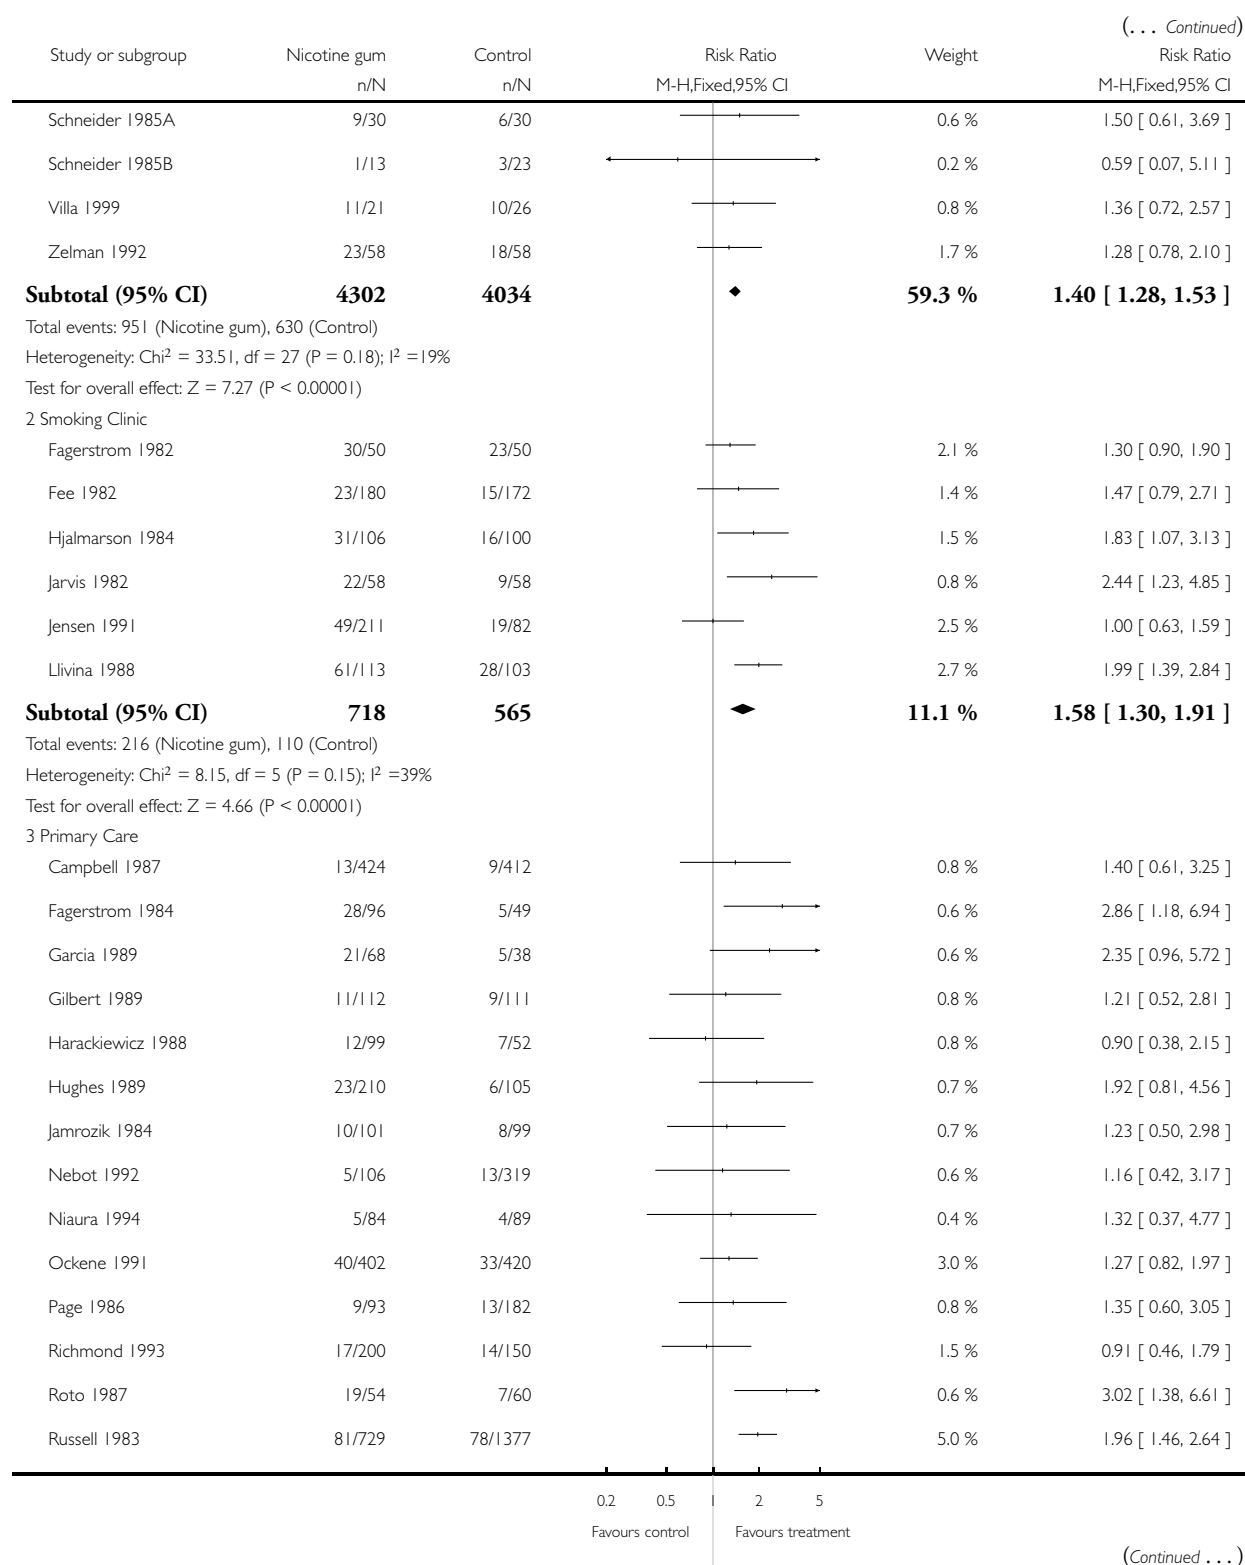 (. . . Continued)
Study or subgroup Nicotine gum Control Risk Ratio Weight Risk Ratio
n/N n/N M-H,Fixed,95% CI M-H,Fixed,95% CI
Schneider 1985A 9/30 6/30 0.6 % 1.50 [ 0.61, 3.69 ]
Schneider 1985B 1/13 3/23 0.2 % 0.59 [ 0.07, 5.11 ]
Villa 1999 11/21 10/26 0.8 % 1.36 [ 0.72, 2.57 ]
Zelman 1992 23/58 18/58 1.7 % 1.28 [ 0.78, 2.10 ]
Subtotal (95% CI) 4302 4034 59.3 % 1.40 [ 1.28, 1.53 ]
Total events: 951 (Nicotine gum), 630 (Control)
Heterogeneity: Chi² = 33.51, df = 27 (P = 0.18); I² =19%
Test for overall effect: Z = 7.27 (P < 0.00001)
2 Smoking Clinic
Fagerstrom 1982 30/50 23/50 2.1 % 1.30 [ 0.90, 1.90 ]
Fee 1982 23/180 15/172 1.4 % 1.47 [ 0.79, 2.71 ]
Hjalmarson 1984 31/106 16/100 1.5 % 1.83 [ 1.07, 3.13 ]
Jarvis 1982 22/58 9/58 0.8 % 2.44 [ 1.23, 4.85 ]
Jensen 1991 49/211 19/82 2.5 % 1.00 [ 0.63, 1.59 ]
Llivina 1988 61/113 28/103 2.7 % 1.99 [ 1.39, 2.84 ]
Subtotal (95% CI) 718 565 11.1 % 1.58 [ 1.30, 1.91 ]
Total events: 216 (Nicotine gum), 110 (Control)
Heterogeneity: Chi² = 8.15, df = 5 (P = 0.15); I² =39%
Test for overall effect: Z = 4.66 (P < 0.00001)
3 Primary Care
Campbell 1987 13/424 9/412 0.8 % 1.40 [ 0.61, 3.25 ]
Fagerstrom 1984 28/96 5/49 0.6 % 2.86 [ 1.18, 6.94 ]
Garcia 1989 21/68 5/38 0.6 % 2.35 [ 0.96, 5.72 ]
Gilbert 1989 11/112 9/111 0.8 % 1.21 [ 0.52, 2.81 ]
Harackiewicz 1988 12/99 7/52 0.8 % 0.90 [ 0.38, 2.15 ]
Hughes 1989 23/210 6/105 0.7 % 1.92 [ 0.81, 4.56 ]
Jamrozik 1984 10/101 8/99 0.7 % 1.23 [ 0.50, 2.98 ]
Nebot 1992 5/106 13/319 0.6 % 1.16 [ 0.42, 3.17 ]
Niaura 1994 5/84 4/89 0.4 % 1.32 [ 0.37, 4.77 ]
Ockene 1991 40/402 33/420 3.0 % 1.27 [ 0.82, 1.97 ]
Page 1986 9/93 13/182 0.8 % 1.35 [ 0.60, 3.05 ]
Richmond 1993 17/200 14/150 1.5 % 0.91 [ 0.46, 1.79 ]
Roto 1987 19/54 7/60 0.6 % 3.02 [ 1.38, 6.61 ]
Russell 1983 81/729 78/1377 5.0 % 1.96 [ 1.46, 2.64 ]
0.2 0.5 1 2 5
Favours control Favours treatment
(Continued . . . )